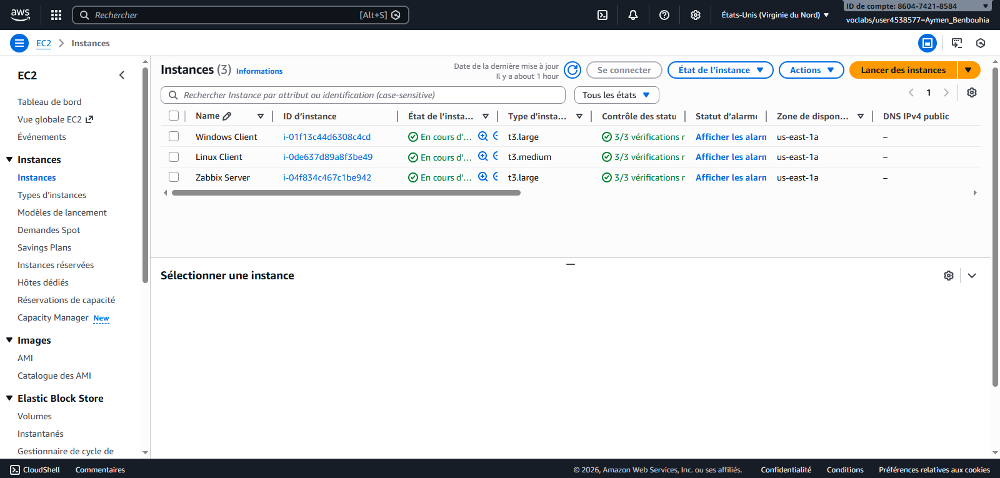 aws
Rechercher
[Alt+S]
États-Unis (Virginie du Nord)
ID de compte: 8604-7421-8584
voclabs/user4538577=Aymen_Benbouhia
EC2
Instances
EC2
Tableau de bord
Vue globale EC2
Événements
Instances
Instances
Types d'instances
Modèles de lancement
Demandes Spot
Savings Plans
Instances réservées
Hôtes dédiés
Réservations de capacité
Capacity Manager New
Images
AMI
Catalogue des AMI
Elastic Block Store
Volumes
Instantanés
Gestionnaire de cycle de
Instances (3) Informations
Date de la dernière mise à jour
Il y a about 1 hour
Se connecter
État de l'instance
Actions
Lancer des instances
Rechercher Instance par attribut ou identification (case-sensitive)
Tous les états
1
Name ID d'instance État de l'insta... Type d'insta... Contrôle des statu Statut d'alarme Zone de dispon... DNS IPv4 public
Windows Client i-01f13c44d6308c4cd En cours d'... t3.large 3/3 vérifications r Afficher les alarn us-east-1a –
Linux Client i-0de637d89a8f3be49 En cours d'... t3.medium 3/3 vérifications r Afficher les alarn us-east-1a –
Zabbix Server i-04f834c467c1be942 En cours d'... t3.large 3/3 vérifications r Afficher les alarn us-east-1a –
Sélectionner une instance
CloudShell
Commentaires
© 2026, Amazon Web Services, Inc. ou ses affiliés.
Confidentialité
Conditions
Préférences relatives aux cookies